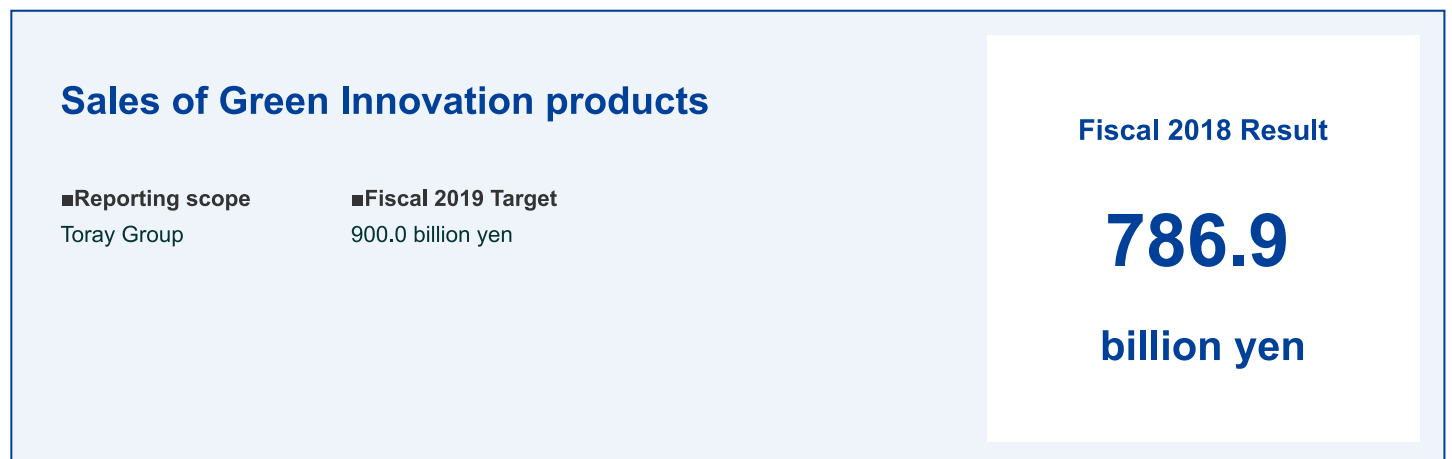 Sales of Green Innovation products
■Reporting scope
Toray Group
■Fiscal 2019 Target
900.0 billion yen
Fiscal 2018 Result
786.9
billion yen